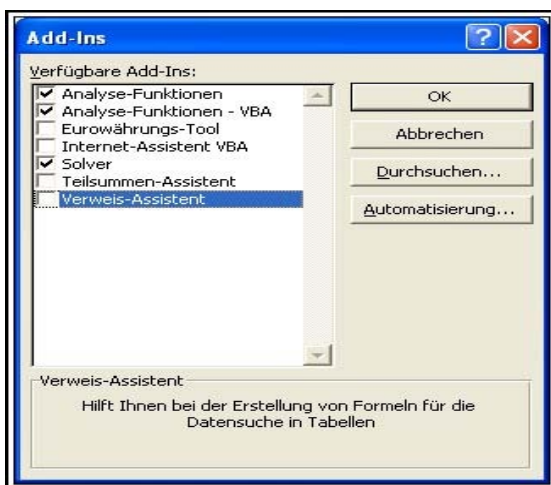 Add-Ins
Verfügbare Add-Ins:
Analyse-Funktionen
Analyse-Funktionen - VBA
Eurowährungs-Tool
Internet-Assistent VBA
Solver
Teilsummen-Assistent
Verweis-Assistent
OK
Abbrechen
Durchsuchen...
Automatisierung...
Verweis-Assistent
Hilft Ihnen bei der Erstellung von Formeln für die
Datensuche in Tabellen